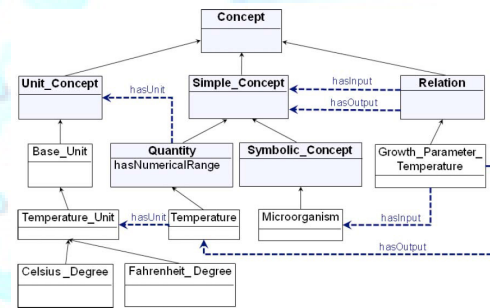 Concept
Unit_Concept
hasUnit
Simple_Concept
hasInput
hasOutput
Relation
Base_Unit
Quantity
hasNumericalRange
Symbolic_Concept
Growth_Parameter_
Temperature
Temperature_Unit
hasUnit
Temperature
Microorganism
hasInput
hasOutput
Celsius_Degree
Fahrenheit_Degree